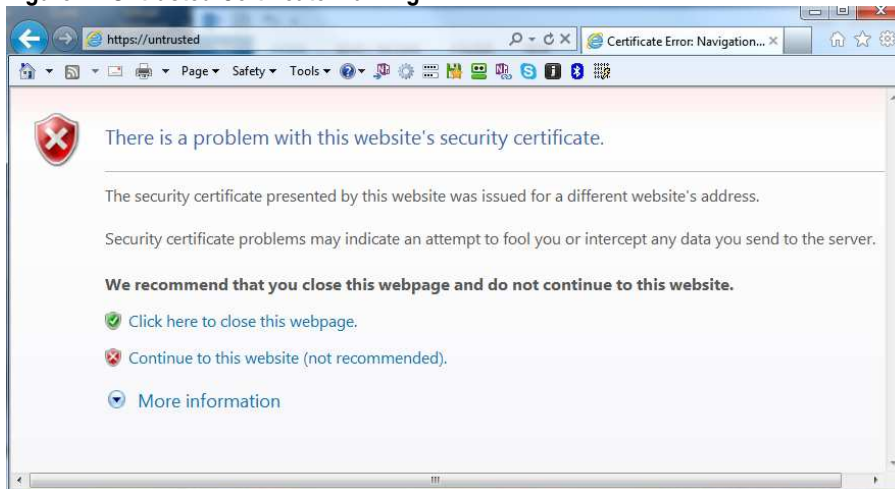 https://untrusted
Certificate Error: Navigation...
Page
Safety
Tools
There is a problem with this website's security certificate.
The security certificate presented by this website was issued for a different website's address.
Security certificate problems may indicate an attempt to fool you or intercept any data you send to the server.
We recommend that you close this webpage and do not continue to this website.
Click here to close this webpage.
Continue to this website (not recommended).
More information